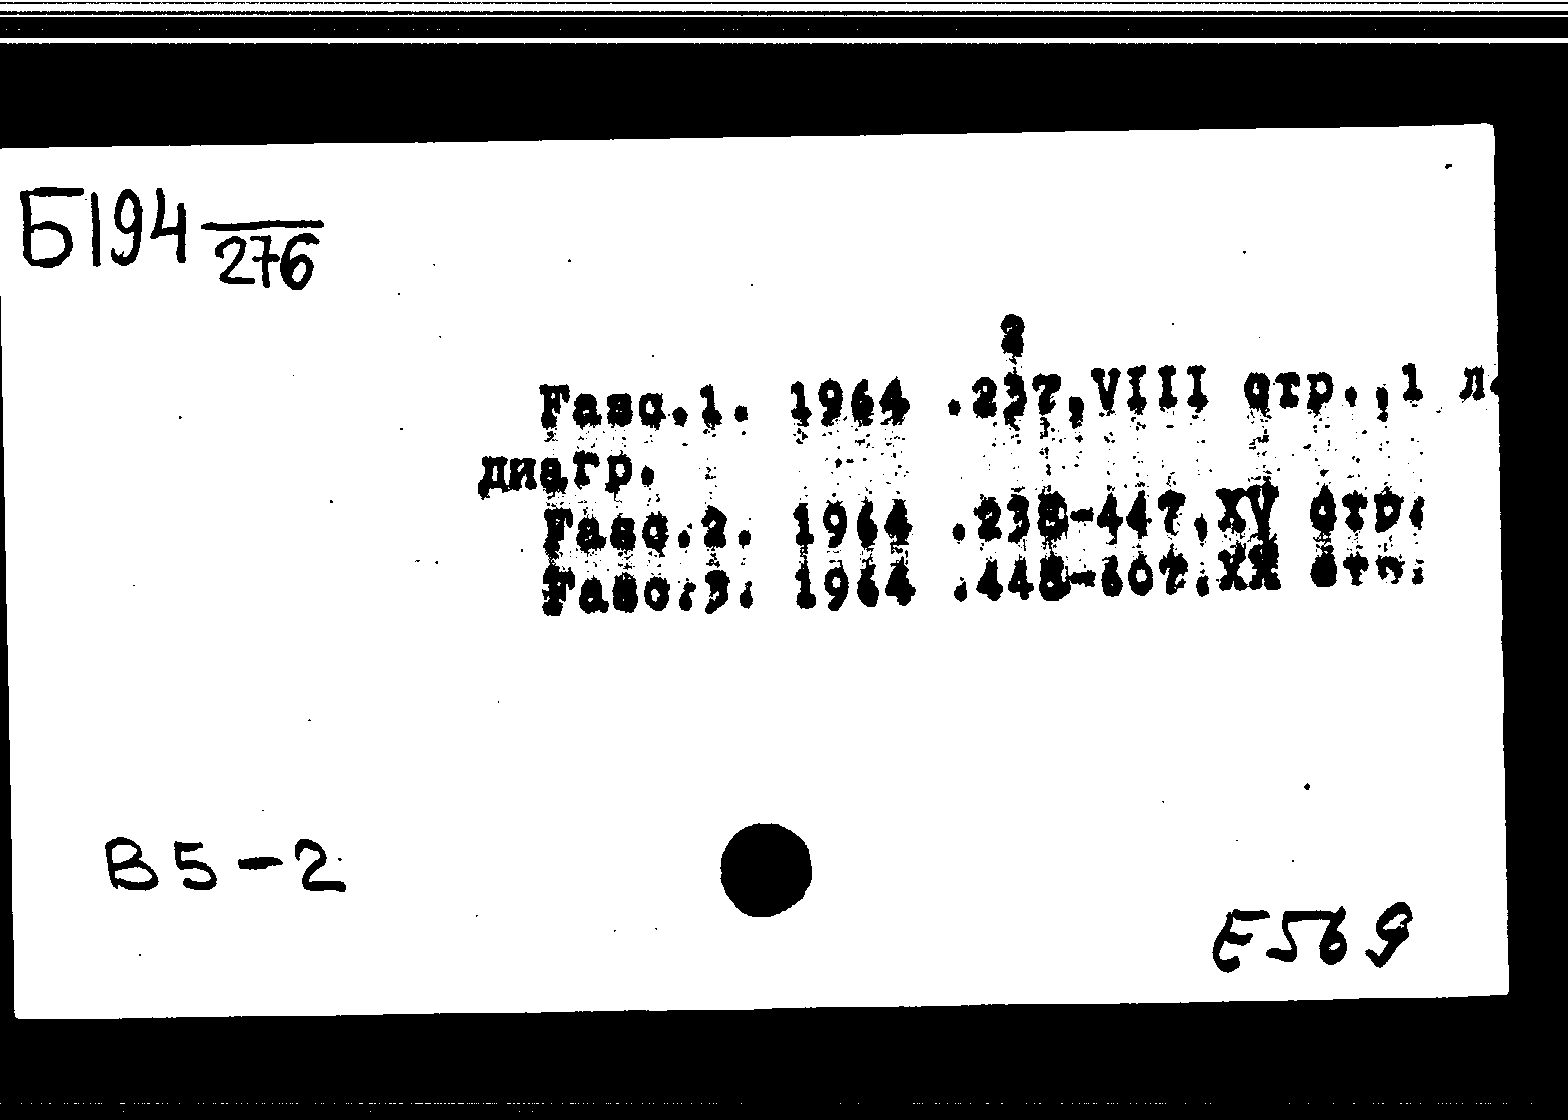 Б194
276
2
Fasc.1. 1964 .237,VIII стр.,1 л.
диагр.
Fasc.2. 1964 .238-447,XV стр.
Fasc.3. 1964 .448-607,XX стр.
В5-2
E569